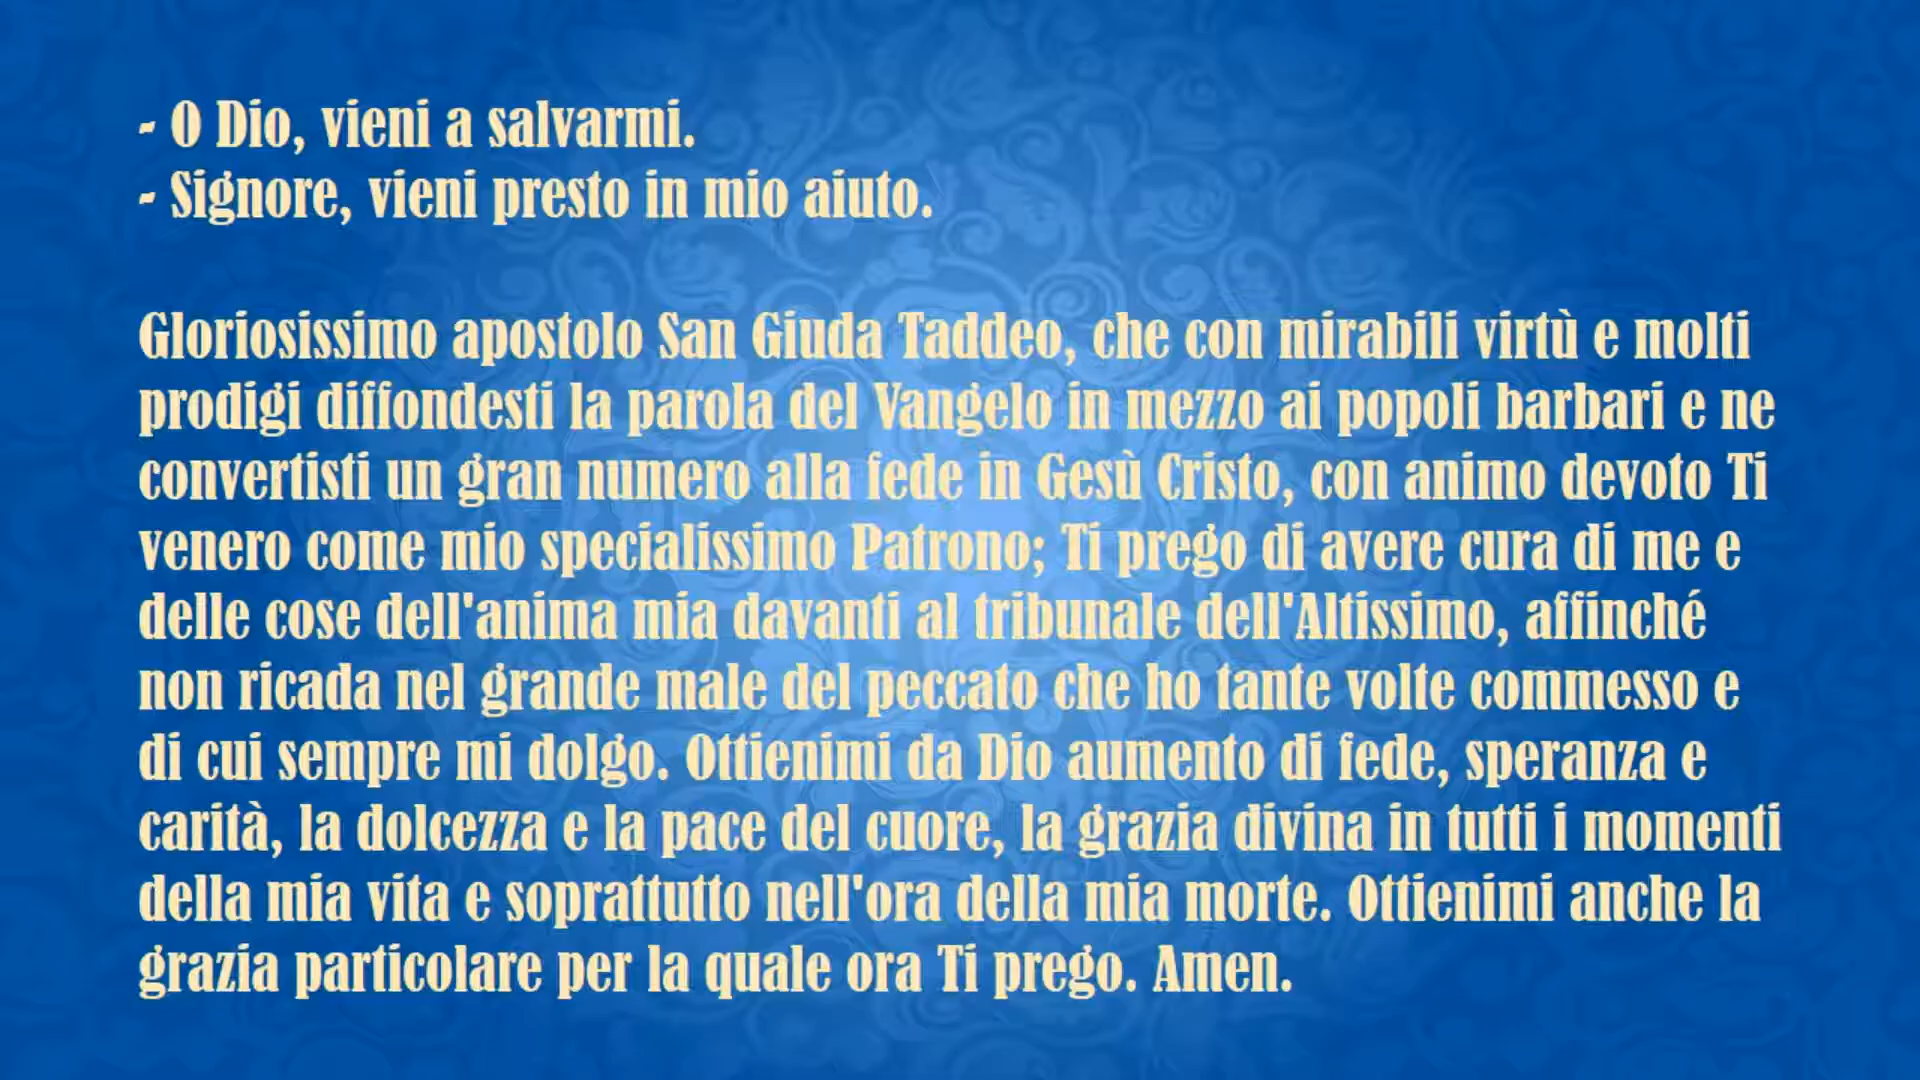 - O Dio, vieni a salvarmi.
- Signore, vieni presto in mio aiuto.
Gloriosissimo apostolo San Giuda Taddeo, che con mirabili virtù e molti
prodigi diffondesti la parola del Vangelo in mezzo ai popoli barbari e ne
convertisti un gran numero alla fede in Gesù Cristo, con animo devoto Ti
venero come mio specialissimo Patrono; Ti prego di avere cura di me e
delle cose dell'anima mia davanti al tribunale dell'Altissimo, affinché
non ricada nel grande male del peccato che ho tante volte commesso e
di cui sempre mi dolgo. Ottienimi da Dio aumento di fede, speranza e
carità, la dolcezza e la pace del cuore, la grazia divina in tutti i momenti
della mia vita e soprattutto nell'ora della mia morte. Ottienimi anche la
grazia particolare per la quale ora Ti prego. Amen.